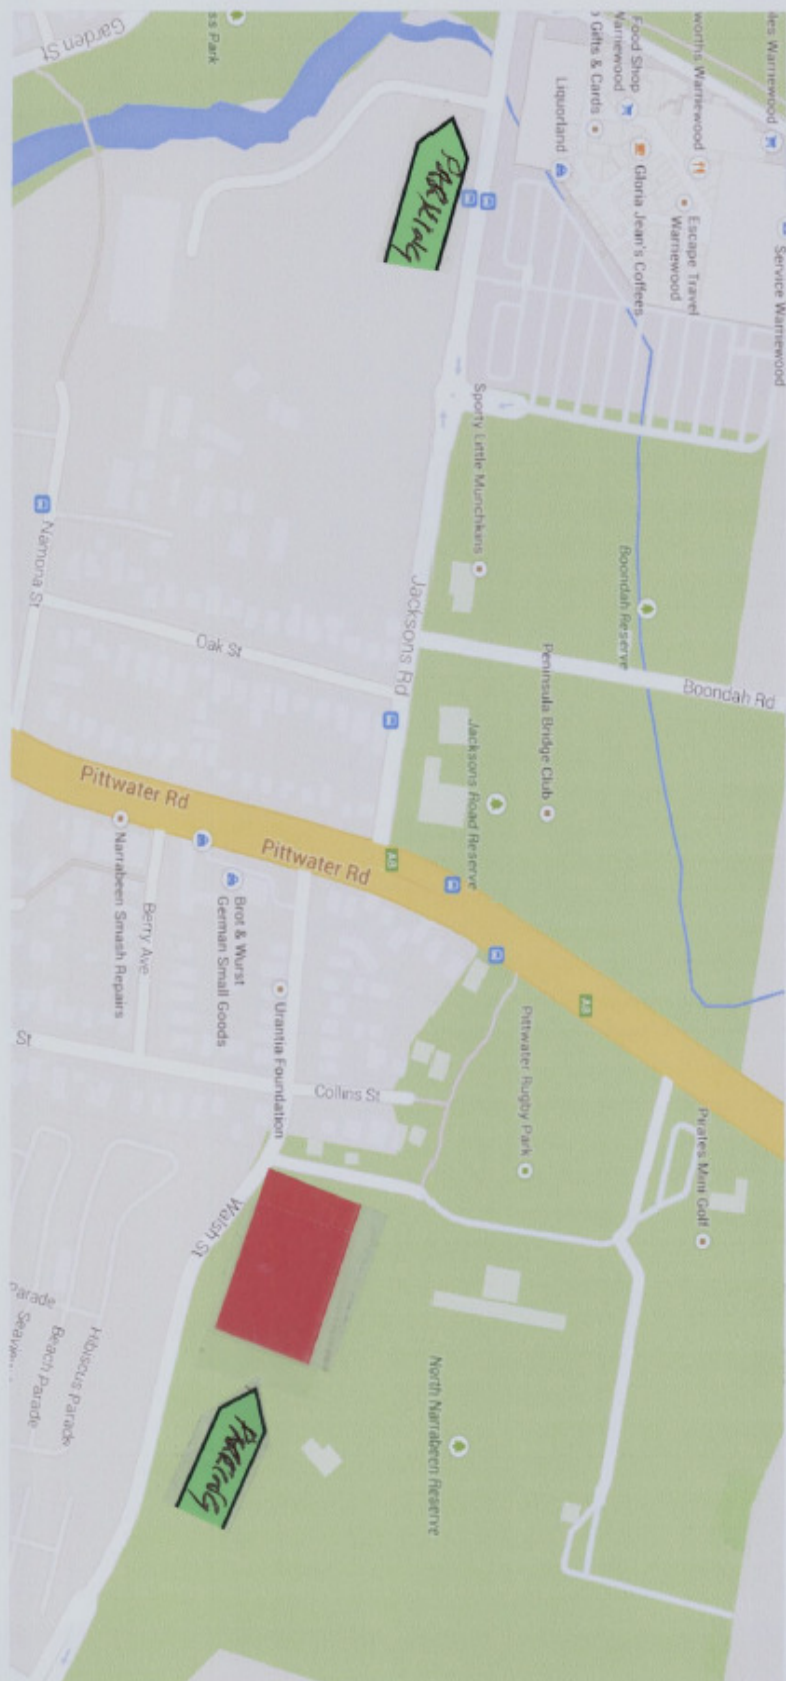 Garden St
ss Park
Liquorland
o Gifts & Cards
Food Shop
Warriewood
worths Warriewood
les Warriewood
Gloria Jean's Coffees
Escape Travel
Warriewood
Service Warriewood
PARKING
Sporty Little Munchkins
Boondah Reserve
Namona St
Oak St
Jacksons Rd
Peninsula Bridge Club
Boondah Rd
Jacksons Road Reserve
Pittwater Rd
Pittwater Rd
A8
A8
Narrabeen Smash Repairs
Berry Ave
Brot & Wurst
German Small Goods
Urantia Foundation
Pittwater Rugby Park
St
Collins St
Pirates Mini Golf
Walsh St
Parade
Hibiscus Parade
Beach Parade
North Narrabeen Reserve
PARKING